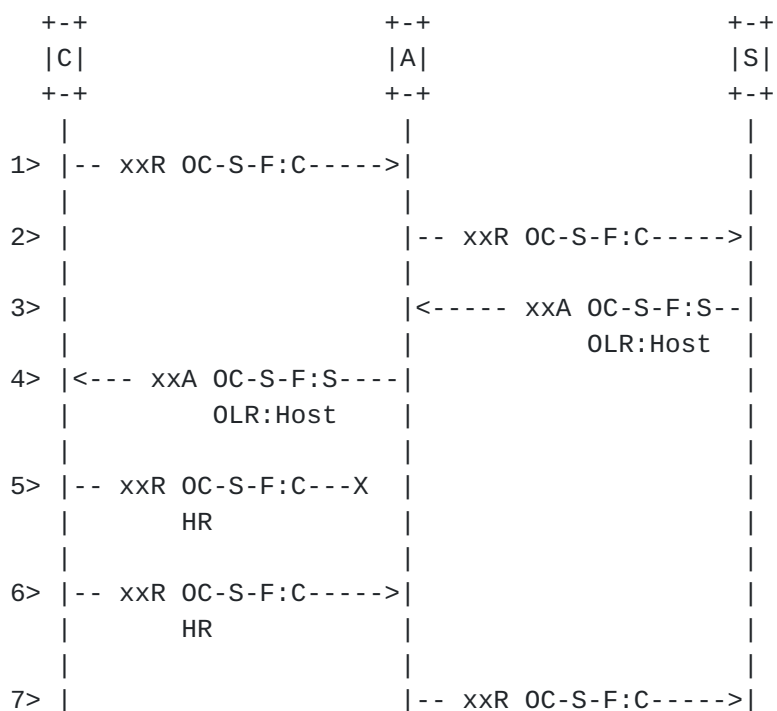 +-+                  +-+                  +-+
|C|                  |A|                  |S|
+-+                  +-+                  +-+
 |                    |                    |
1> |-- xxR OC-S-F:C----->|                    |
 |                    |                    |
2> |                    |-- xxR OC-S-F:C----->|
 |                    |                    |
3> |                    |<----- xxA OC-S-F:S--|
 |                    |          OLR:Host  |
4> |<--- xxA OC-S-F:S----|                    |
 |        OLR:Host    |                    |
 |                    |                    |
5> |-- xxR OC-S-F:C---X  |                    |
 |      HR            |                    |
 |                    |                    |
6> |-- xxR OC-S-F:C----->|                    |
 |      HR            |                    |
 |                    |                    |
7> |                    |-- xxR OC-S-F:C----->|